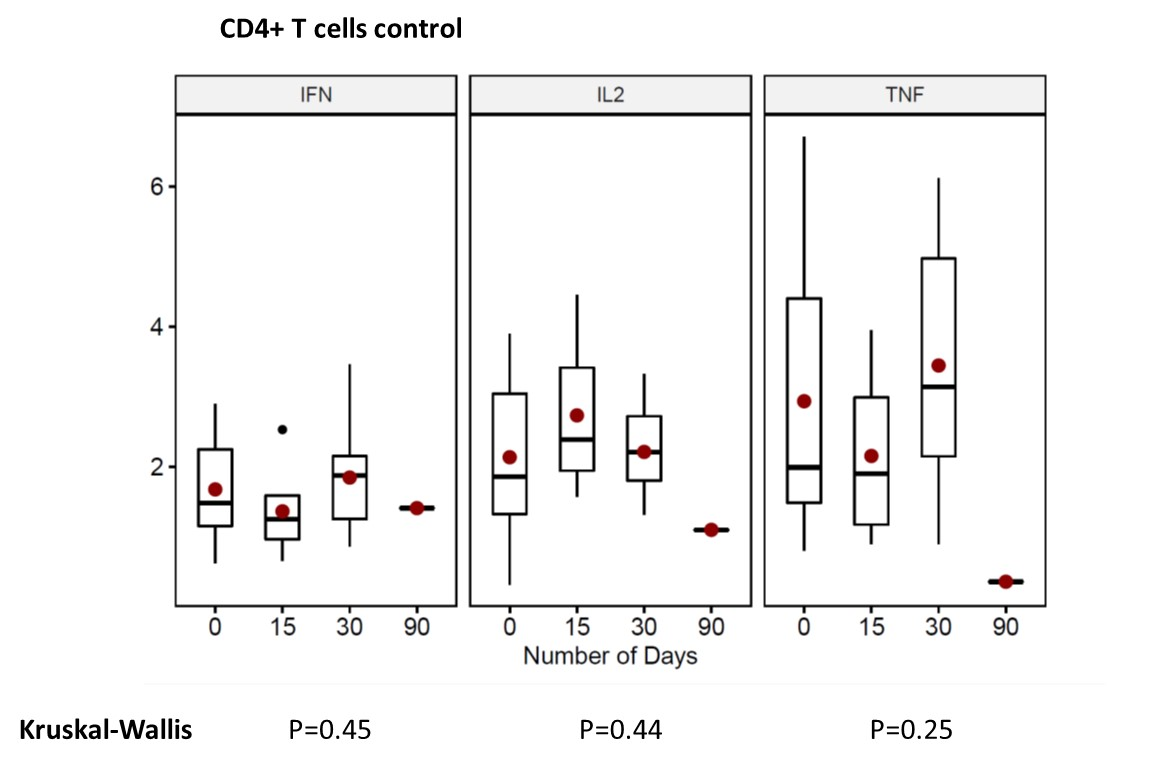 CD4+ T cells control
IFN IL2 TNF
6
4
2
0 15 30 90 0 15 30 90 0 15 30 90
Number of Days
Kruskal-Wallis P=0.45 P=0.44 P=0.25